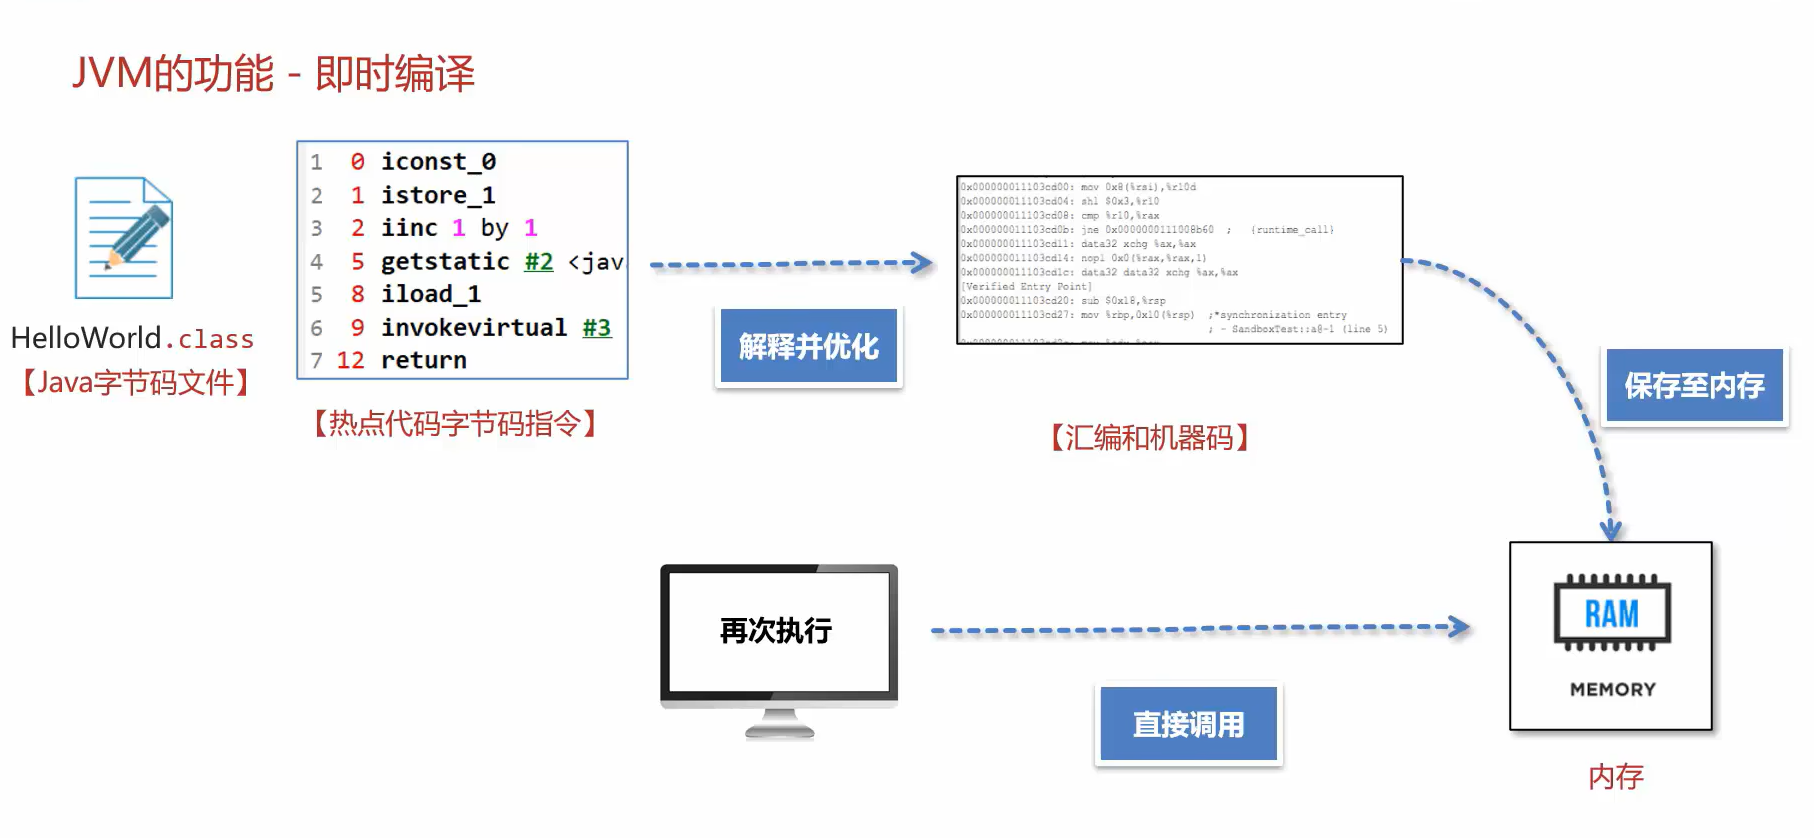 JVM的功能 - 即时编译
1 0 iconst_0
2 1 istore_1
3 2 iinc 1 by 1
4 5 getstatic #2 <jav
5 8 iload_1
6 9 invokevirtual #3
7 12 return
HelloWorld.class
【Java字节码文件】
【热点代码字节码指令】
解释并优化
0x000000011103cd00: mov 0x8(%rsi),%r10d
0x000000011103cd04: shl $0x3,%r10
0x000000011103cd08: cmp %r10,%rax
0x000000011103cd0b: jne 0x0000000111008b60 ; {runtime_call}
0x000000011103cd11: data32 xchg %ax,%ax
0x000000011103cd14: nopl 0x0(%rax,%rax,1)
0x000000011103cd1c: data32 data32 xchg %ax,%ax
[Verified Entry Point]
0x000000011103cd20: sub $0x18,%rsp
0x000000011103cd27: mov %rbp,0x10(%rsp) ;*synchronization entry
; - SandboxTest::a@-1 (line 5)
【汇编和机器码】
保存至内存
再次执行
直接调用
RAM
MEMORY
内存